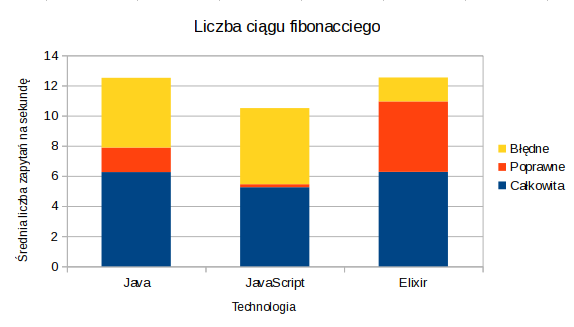 Liczba ciągu fibonacciego
Średnia liczba zapytań na sekundę
14
12
10
8
6
4
2
0
Java
JavaScript
Elixir
Technologia
Błędne
Poprawne
Całkowita